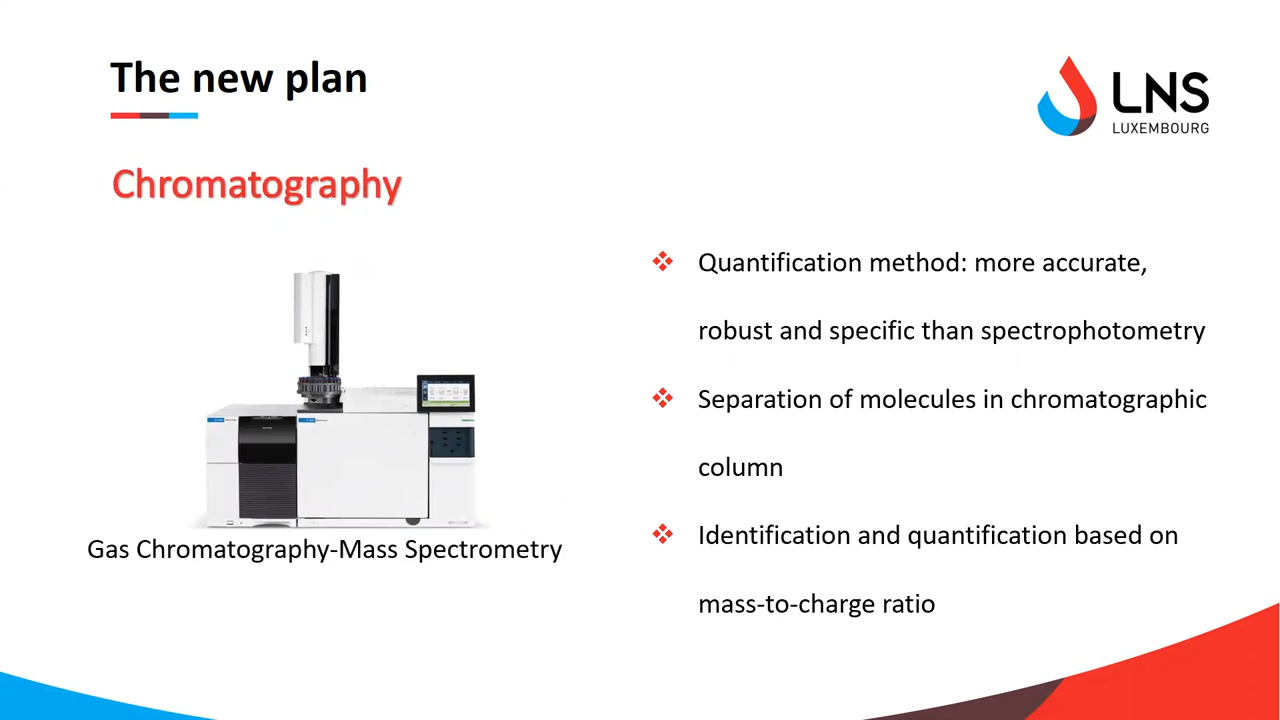 The new plan
LNS
LUXEMBOURG
Chromatography
Quantification method: more accurate,
robust and specific than spectrophotometry
Separation of molecules in chromatographic
column
Identification and quantification based on
mass-to-charge ratio
Gas Chromatography-Mass Spectrometry